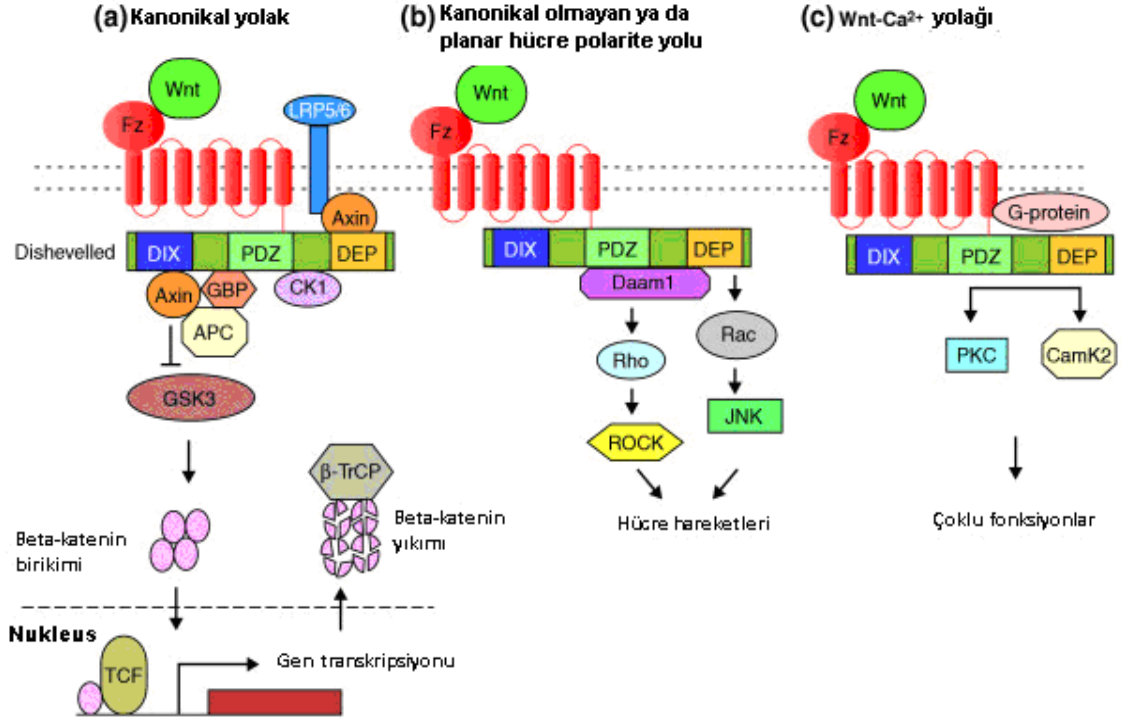 (a) Kanonikal yolak
Wnt
Fz
LRP5/6
Axin
Dishevelled
DIX
PDZ
DEP
Axin
GBP
CK1
APC
GSK3
β-TrCP
Beta-katenin
birikimi
Beta-katenin
yıkımı
Nukleus
TCF
Gen transkripsiyonu
(b) Kanonikal olmayan ya da
planar hücre polarite yolu
Wnt
Fz
DIX
PDZ
DEP
Daam1
Rho
Rac
ROCK
JNK
Hücre hareketleri
(c) Wnt-Ca²⁺ yolağı
Wnt
Fz
G-protein
DIX
PDZ
DEP
PKC
CamK2
Çoklu fonksiyonlar